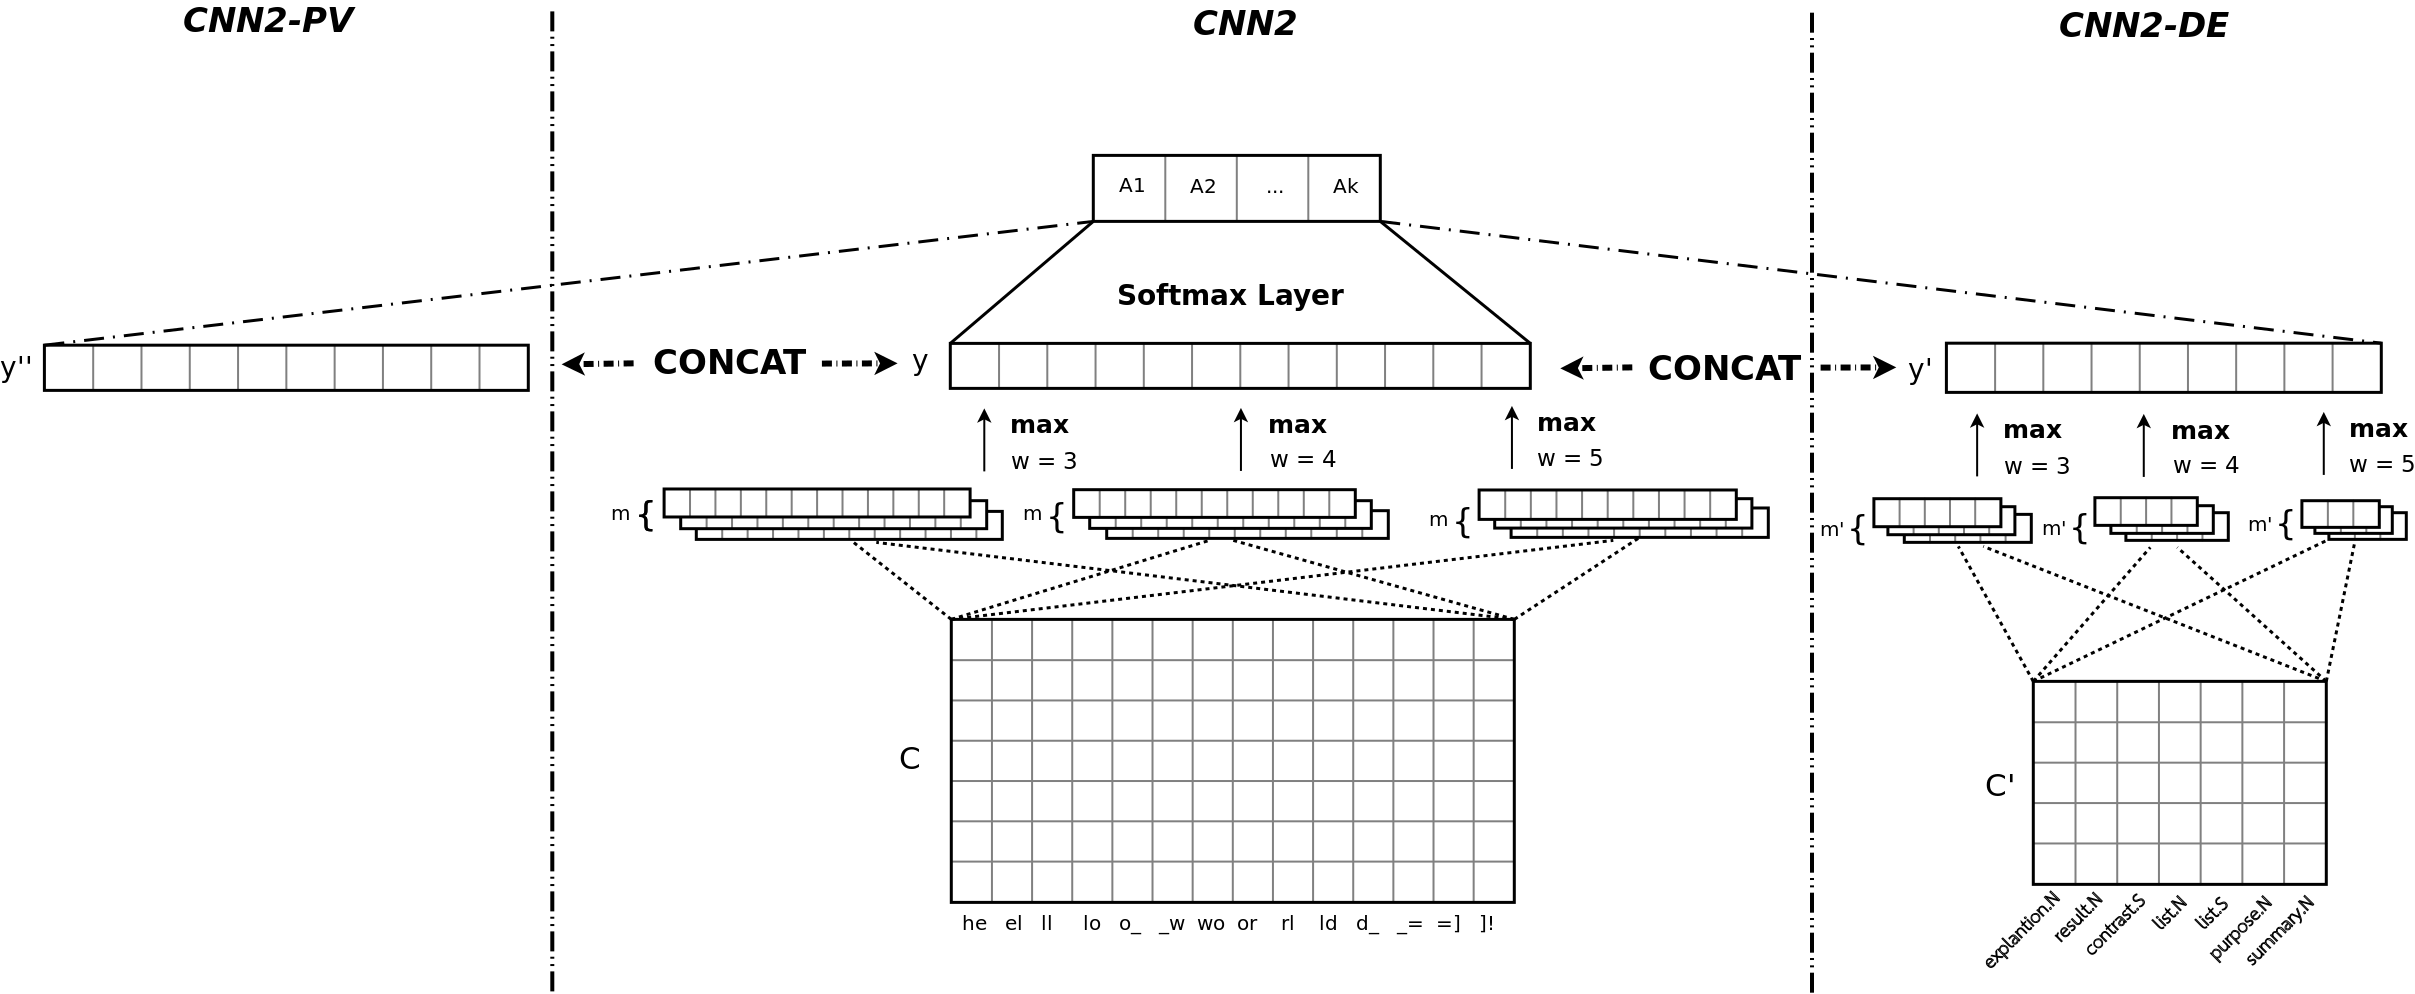 CNN2-PV
CNN2
CNN2-DE
A1 A2 ... Ak
Softmax Layer
y''
CONCAT
y
CONCAT
y'
max
w = 3
max
w = 4
max
w = 5
max
w = 3
max
w = 4
max
w = 5
m {
m {
m {
m' {
m' {
m' {
C
C'
he el ll lo o_ _w wo or rl ld d_ _= =] ]!
explantion.N
result.N
contrast.S
list.N
list.S
purpose.N
summary.N